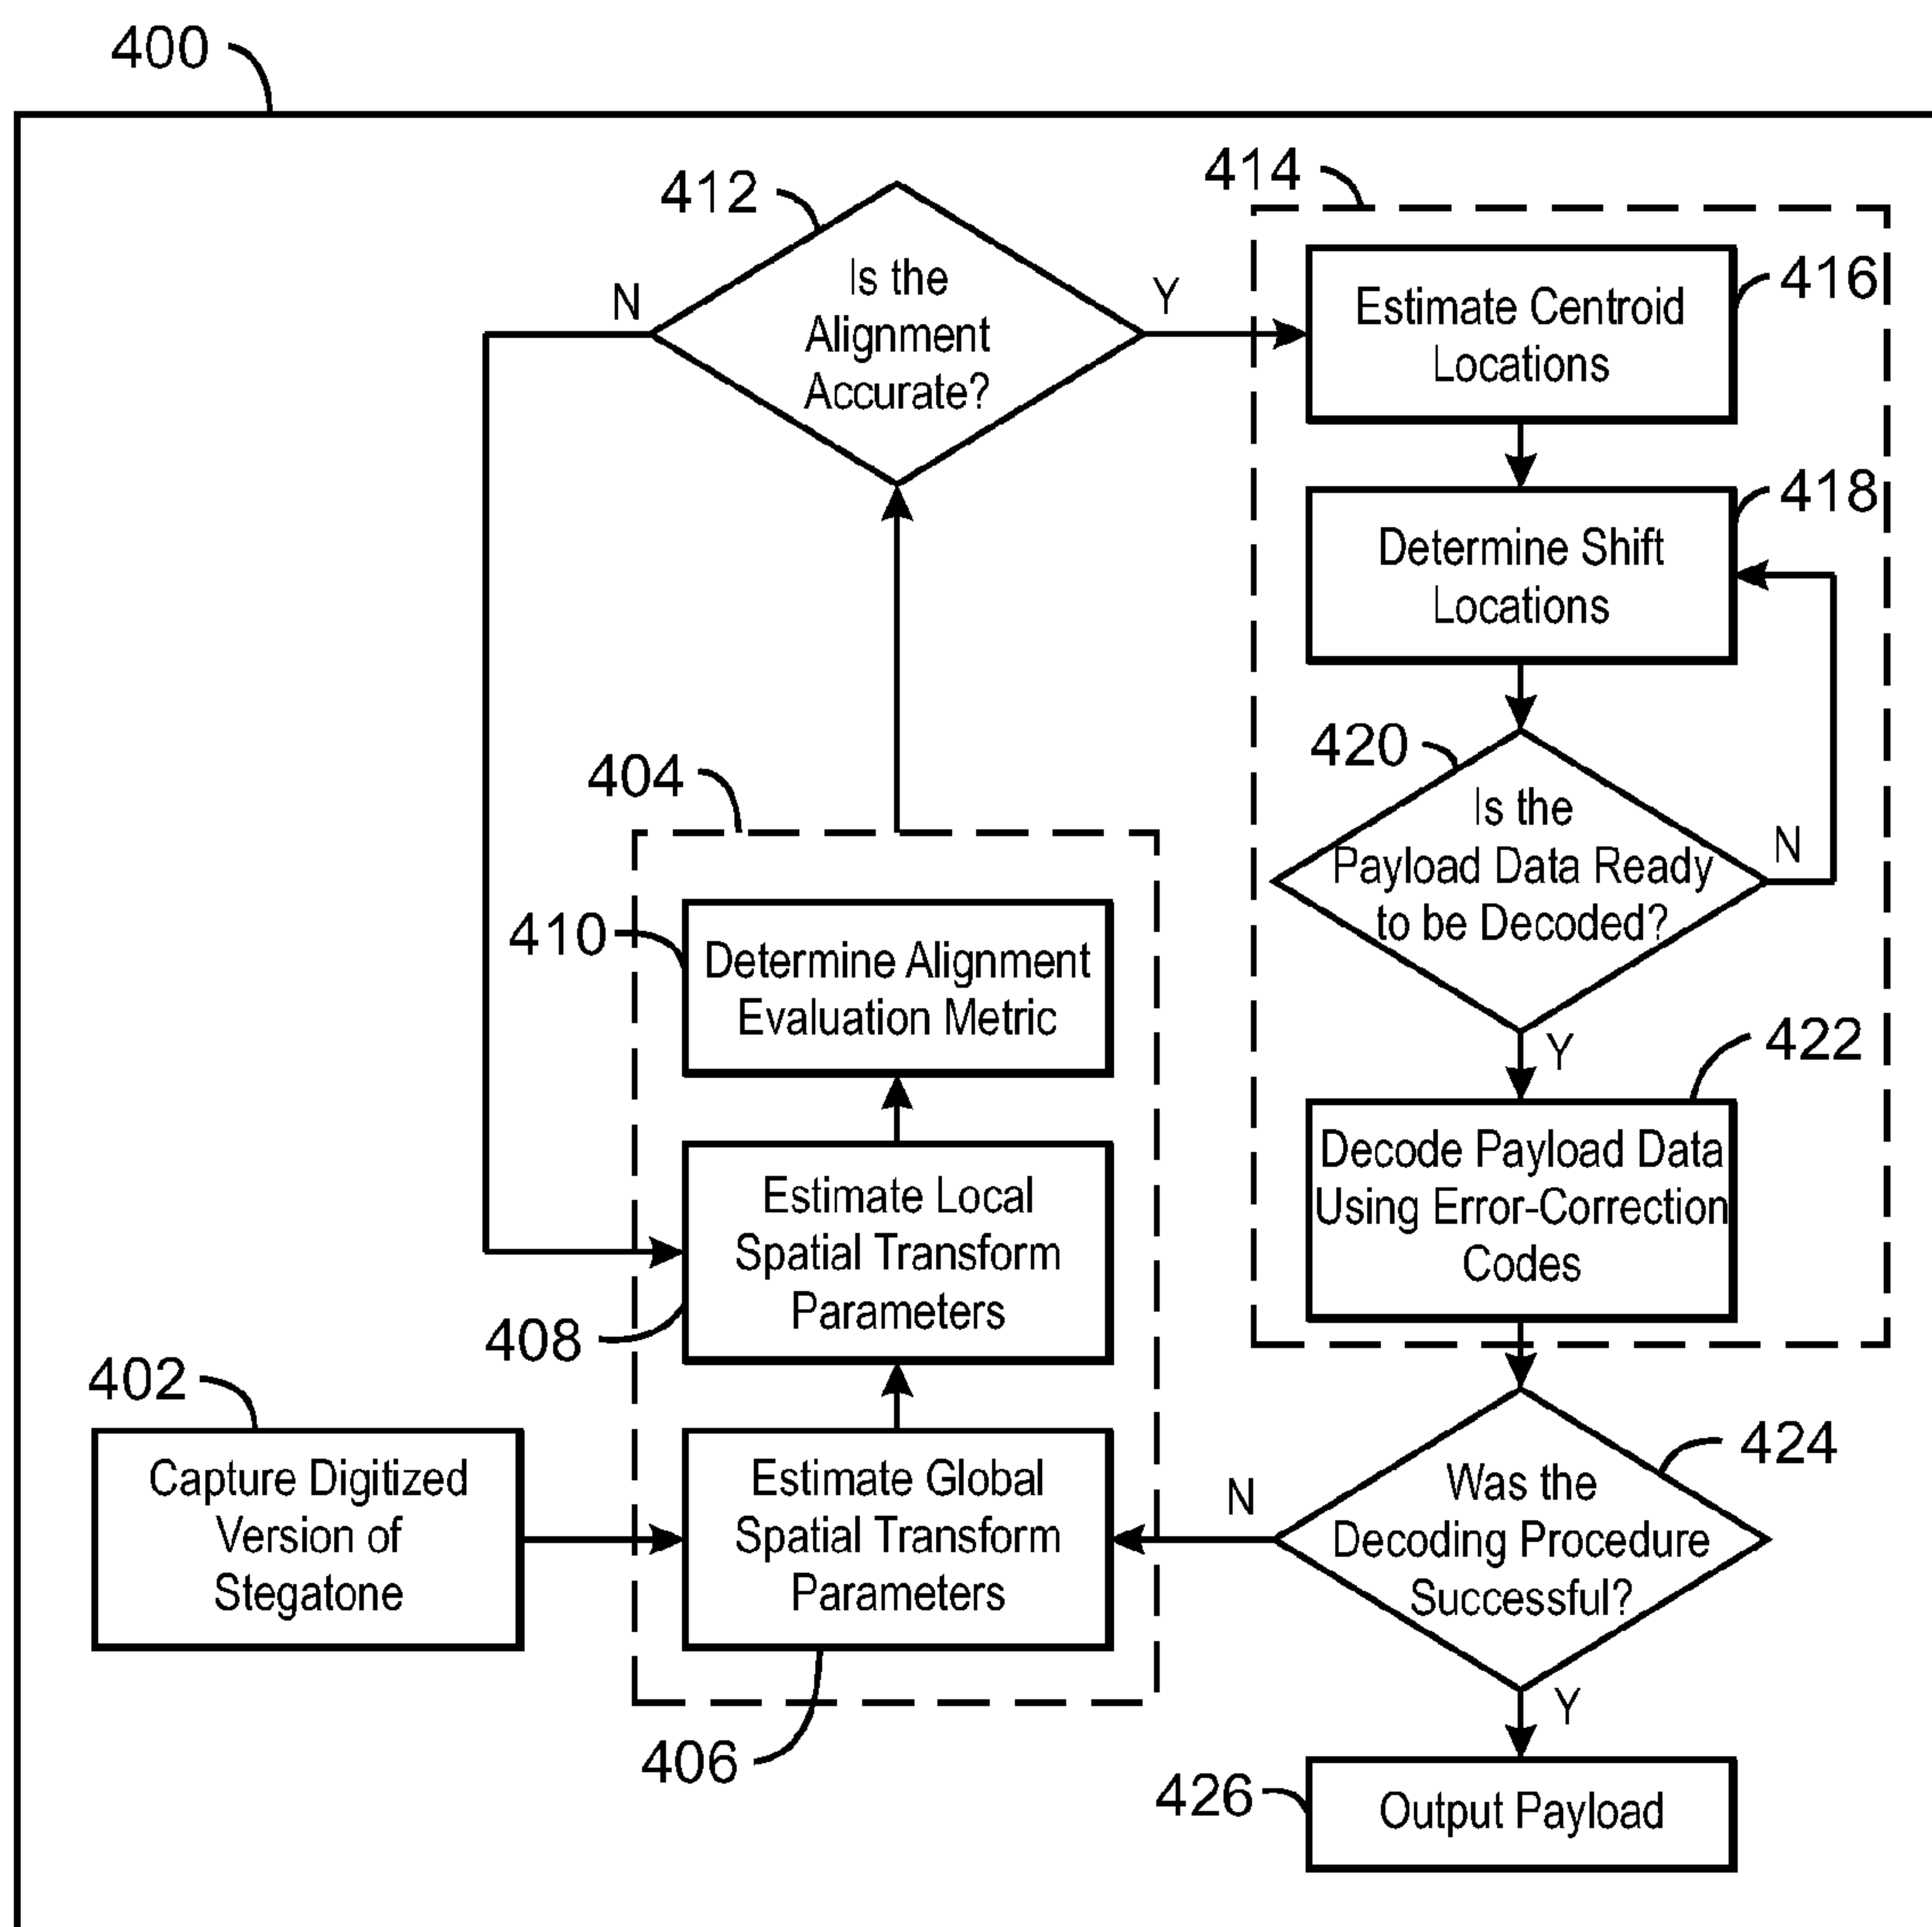 400
412
Is the
Alignment
Accurate?
N
Y
414
Estimate Centroid
Locations
416
Determine Shift
Locations
418
420
Is the
Payload Data Ready
to be Decoded?
N
Y
422
Decode Payload Data
Using Error-Correction
Codes
404
410
Determine Alignment
Evaluation Metric
Estimate Local
Spatial Transform
Parameters
408
402
Capture Digitized
Version of
Stegatone
Estimate Global
Spatial Transform
Parameters
406
N
424
Was the
Decoding Procedure
Successful?
Y
426
Output Payload